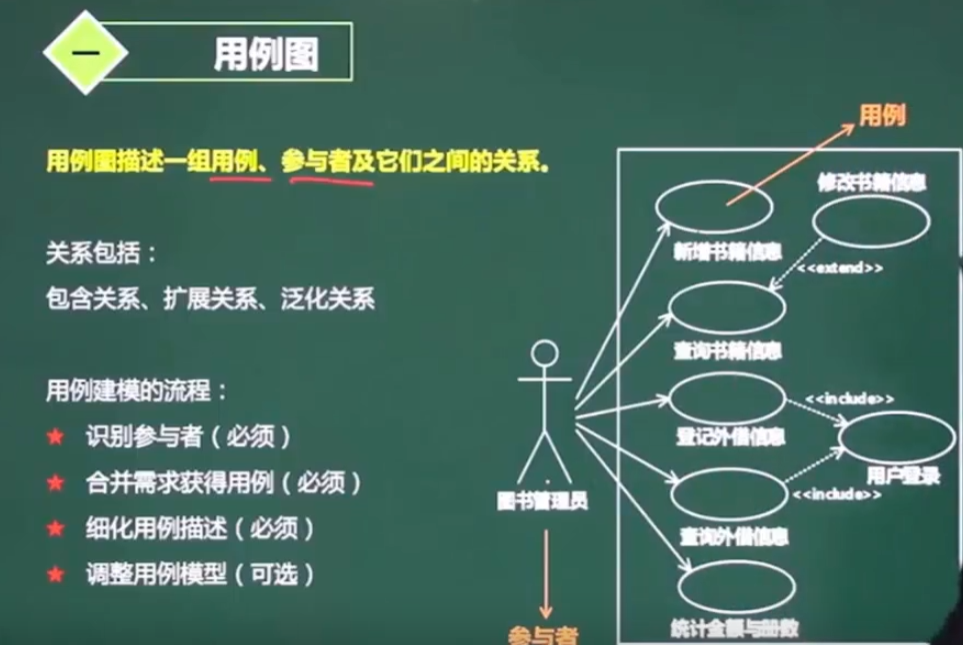 一
用例图
用例图描述一组用例、参与者及它们之间的关系。
关系包括：
包含关系、扩展关系、泛化关系
用例建模的流程：
★ 识别参与者（必须）
★ 合并需求获得用例（必须）
★ 细化用例描述（必须）
★ 调整用例模型（可选）
用例
修改书籍信息
新增书籍信息
<<extend>>
查询书籍信息
<<include>>
登记外借信息
用户登录
<<include>>
图书管理员
查询外借信息
统计金额与册数
参与者